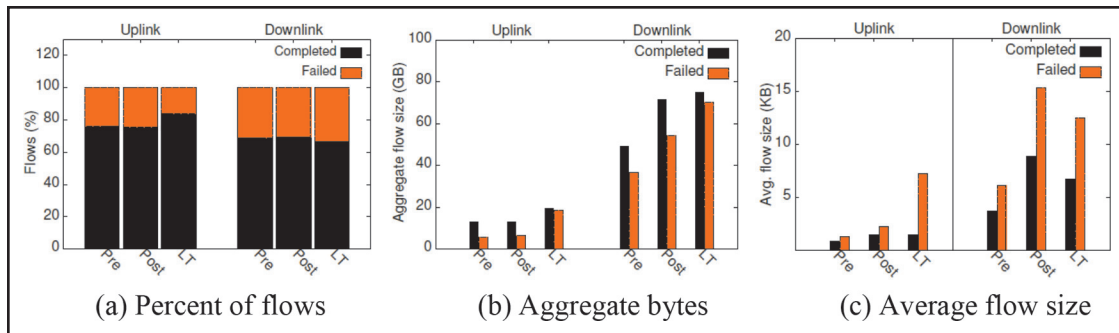 Uplink Downlink
120
100
80
60
40
20
0
Flows (%)
Completed
Failed
Pre Post LT Pre Post LT
(a) Percent of flows
Uplink Downlink
100
80
60
40
20
0
Aggregate flow size (GB)
Completed
Failed
Pre Post LT Pre Post LT
(b) Aggregate bytes
Uplink Downlink
20
15
10
5
Avg. flow size (KB)
Completed
Failed
Pre Post LT Pre Post LT
(c) Average flow size